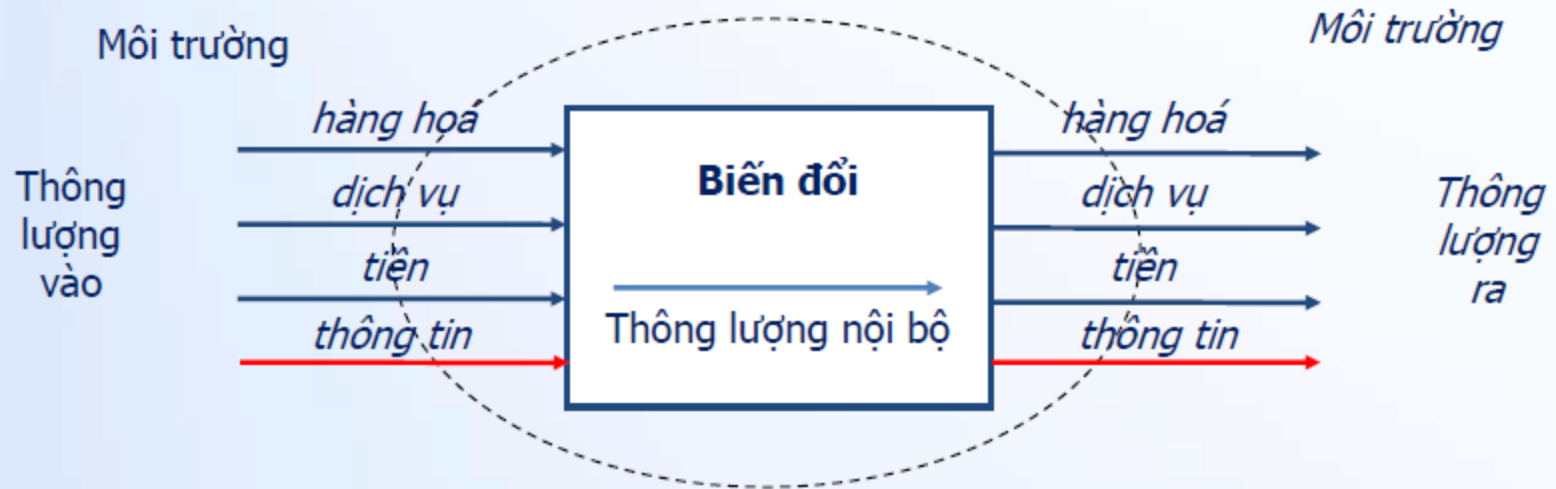 Môi trường
Môi trường
hàng hoá
dịch vụ
tiền
thông tin
Thông
lượng
vào
Biến đổi
Thông lượng nội bộ
hàng hoá
dịch vụ
tiền
thông tin
Thông
lượng
ra